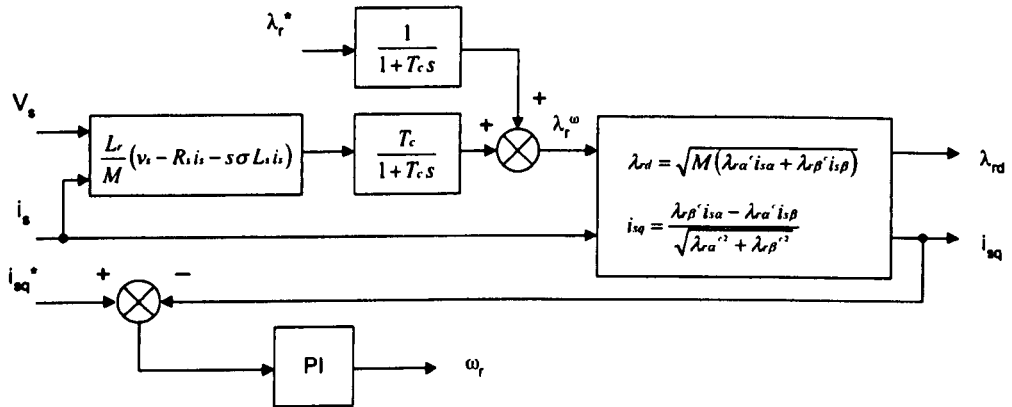 λr*
1 / (1 + Tc s)
Vs
+
Lr/M (vs − Rs is − sσ Ls is)
Tc / (1 + Tc s)
+
λrω
λrd = √(M(λrα' isα + λrβ' isβ))
λrd
is
isq = (λrβ' isα − λrα' isβ) / √(λrα'² + λrβ'²)
isq
isq*
+
−
PI
ωr